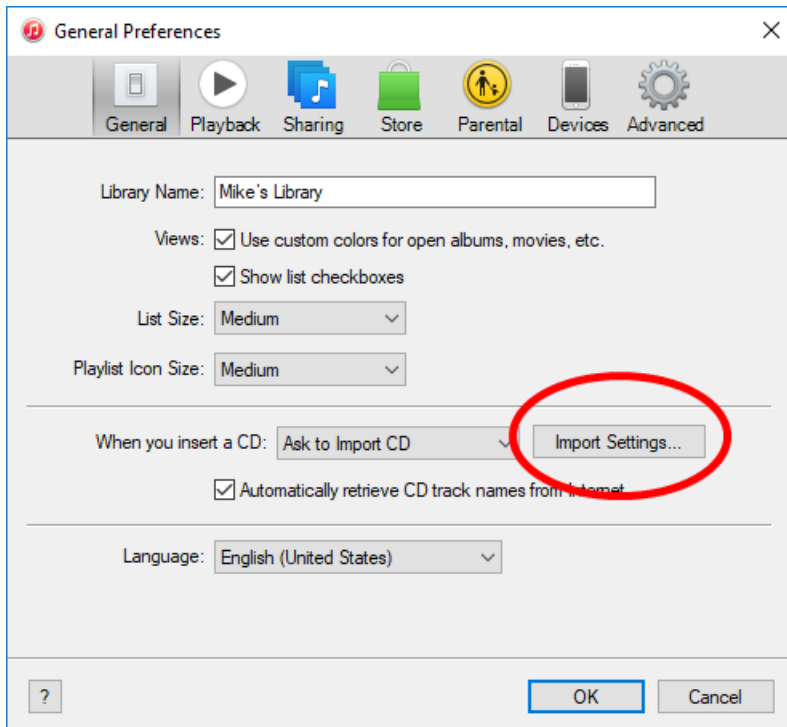 General Preferences
General Playback Sharing Store Parental Devices Advanced
Library Name: Mike's Library
Views: Use custom colors for open albums, movies, etc.
Show list checkboxes
List Size: Medium
Playlist Icon Size: Medium
When you insert a CD: Ask to Import CD Import Settings...
Automatically retrieve CD track names from Internet
Language: English (United States)
? OK Cancel